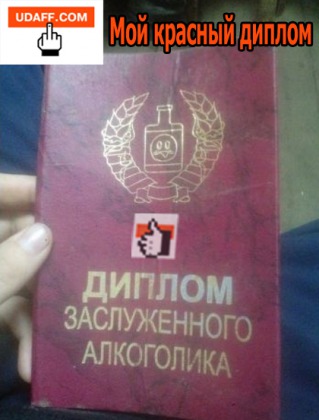 UDAFF.COM
Мой красный диплом
ДИПЛОМ
ЗАСЛУЖЕННОГО
АЛКОГОЛИКА